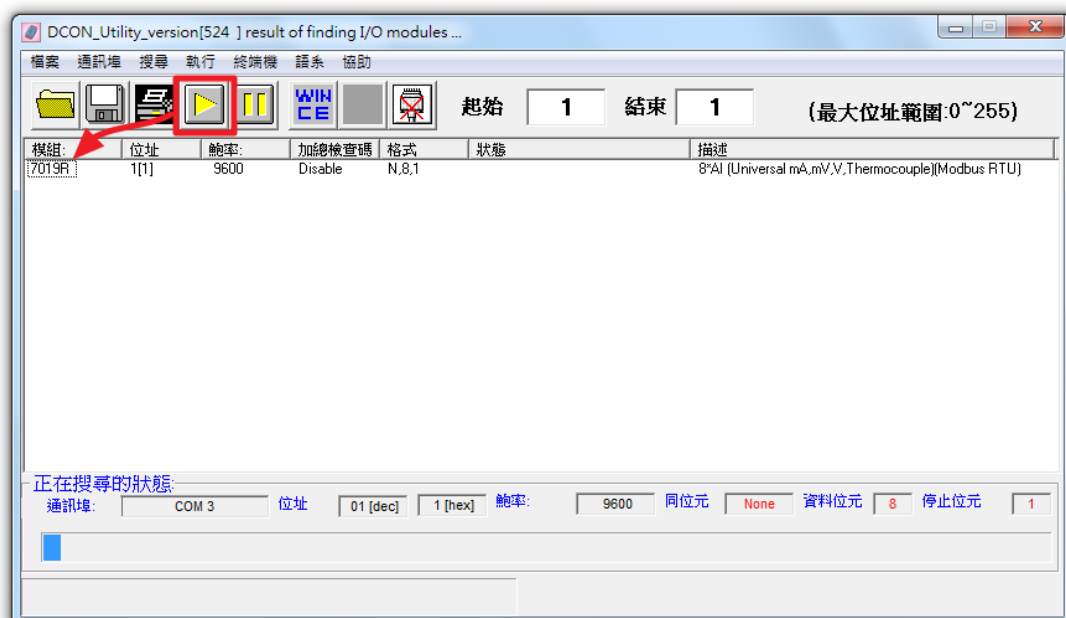 DCON_Utility_version[524 ] result of finding I/O modules ...
檔案 通訊埠 搜尋 執行 終端機 語系 協助
WIN CE 起始 1 結束 1 (最大位址範圍:0~255)
模組: 位址 鮑率: 加總檢查碼 格式 狀態 描述
7019R 1[1] 9600 Disable N,8,1 8*AI (Universal mA,mV,V,Thermocouple)(Modbus RTU)
正在搜尋的狀態:
通訊埠: COM 3 位址 01 [dec] 1 [hex] 鮑率: 9600 同位元 None 資料位元 8 停止位元 1